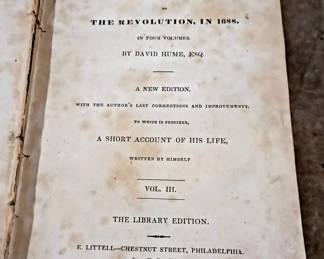 THE REVOLUTION, IN 1688.
IN FOUR VOLUMES.
BY DAVID HUME, ESQ.
A NEW EDITION,
WITH THE AUTHOR'S LAST CORRECTIONS AND IMPROVEMENTS,
TO WHICH IS PREFIXED,
A SHORT ACCOUNT OF HIS LIFE,
WRITTEN BY HIMSELF
VOL. III.
THE LIBRARY EDITION.
E. LITTELL—CHESTNUT STREET, PHILADELPHIA.